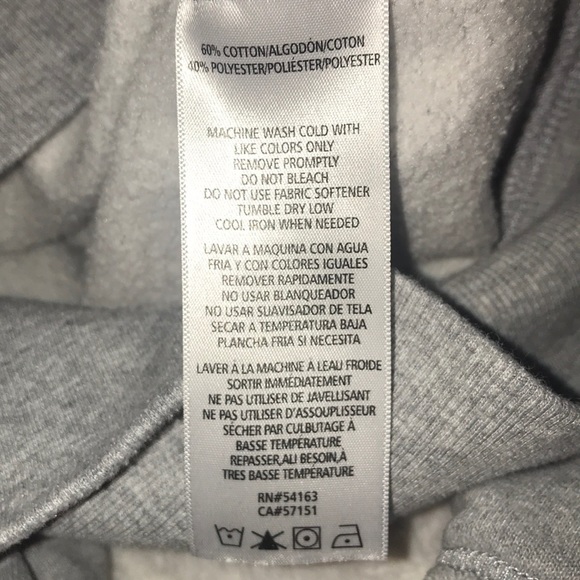 60% COTTON/ALGODÓN/COTON
40% POLYESTER/POLIÉSTER/POLYESTER
MACHINE WASH COLD WITH
LIKE COLORS ONLY
REMOVE PROMPTLY
DO NOT BLEACH
DO NOT USE FABRIC SOFTENER
TUMBLE DRY LOW
COOL IRON WHEN NEEDED
LAVAR A MAQUINA CON AGUA
FRIA Y CON COLORES IGUALES
REMOVER RAPIDAMENTE
NO USAR BLANQUEADOR
NO USAR SUAVISADOR DE TELA
SECAR A TEMPERATURA BAJA
PLANCHA FRIA SI NECESITA
LAVER À LA MACHINE À LEAU FROIDE
SORTIR IMMÉDIATEMENT
NE PAS UTILISER DE JAVELLISANT
NE PAS UTILISER D'ASSOUPLISSEUR
SÉCHER PAR CULBUTAGE À
BASSE TEMPÉRATURE
REPASSER,AU BESOIN,À
TRES BASSE TEMPÉRATURE
RN#54163
CA#57151